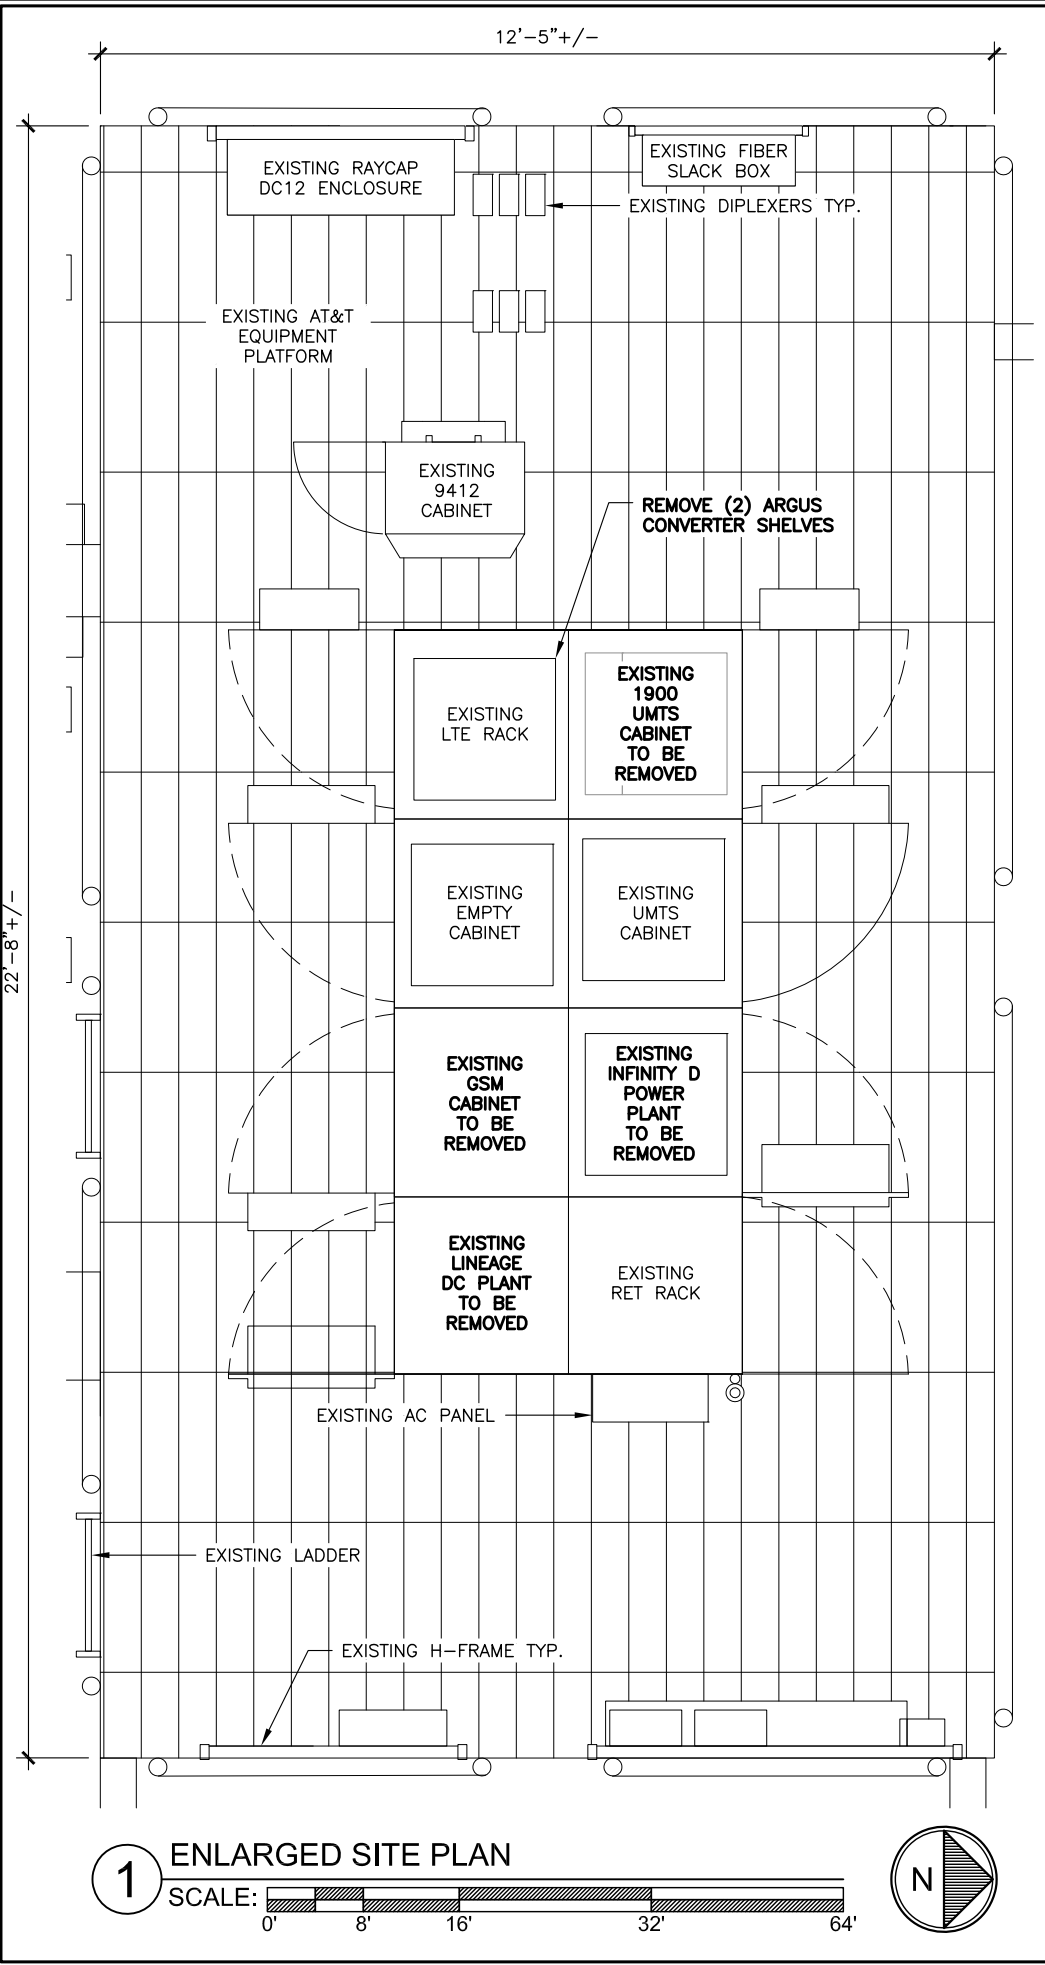 12'-5"+/-
EXISTING RAYCAP
DC12 ENCLOSURE
EXISTING FIBER
SLACK BOX
EXISTING DIPLEXERS TYP.
EXISTING AT&T
EQUIPMENT
PLATFORM
EXISTING
9412
CABINET
REMOVE (2) ARGUS
CONVERTER SHELVES
EXISTING
LTE RACK
EXISTING
1900
UMTS
CABINET
TO BE
REMOVED
22'-8"+/-
EXISTING
EMPTY
CABINET
EXISTING
UMTS
CABINET
EXISTING
GSM
CABINET
TO BE
REMOVED
EXISTING
INFINITY D
POWER
PLANT
TO BE
REMOVED
EXISTING
LINEAGE
DC PLANT
TO BE
REMOVED
EXISTING
RET RACK
EXISTING AC PANEL
EXISTING LADDER
EXISTING H-FRAME TYP.
1
ENLARGED SITE PLAN
SCALE:
0' 8' 16' 32' 64'
N